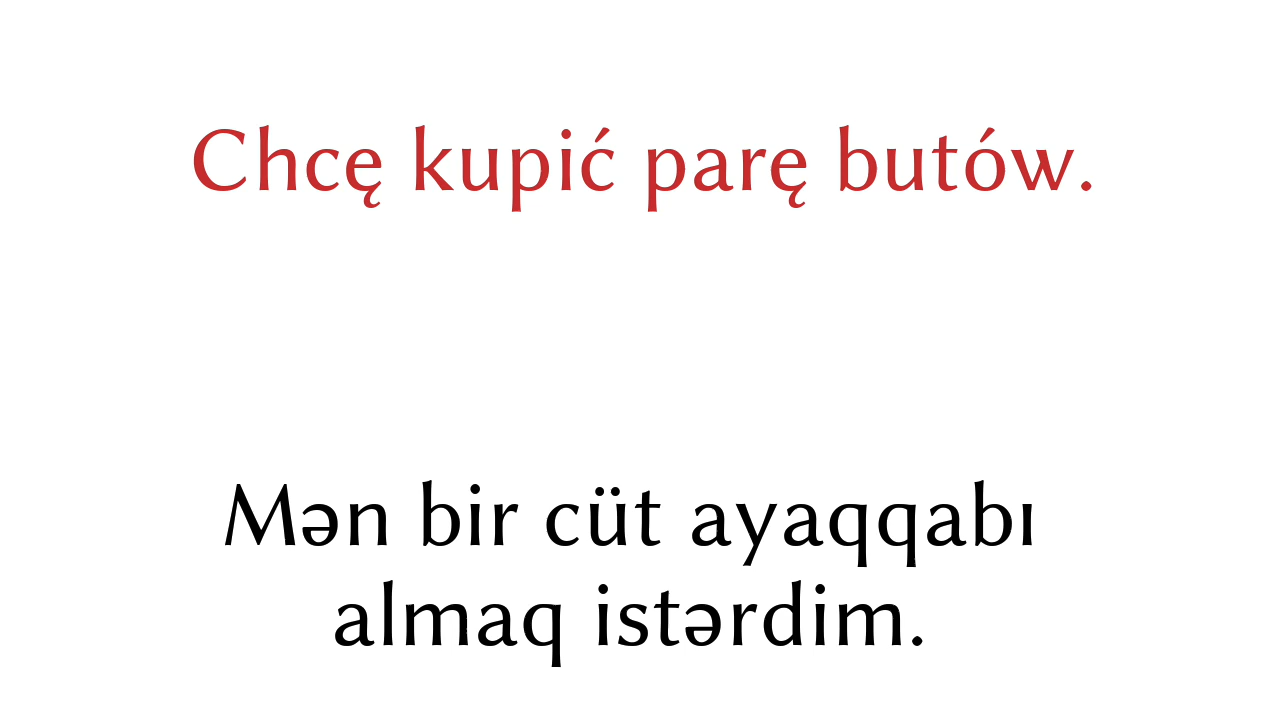 Chcę kupić parę butów.
Mən bir cüt ayaqqabı
almaq istərdim.